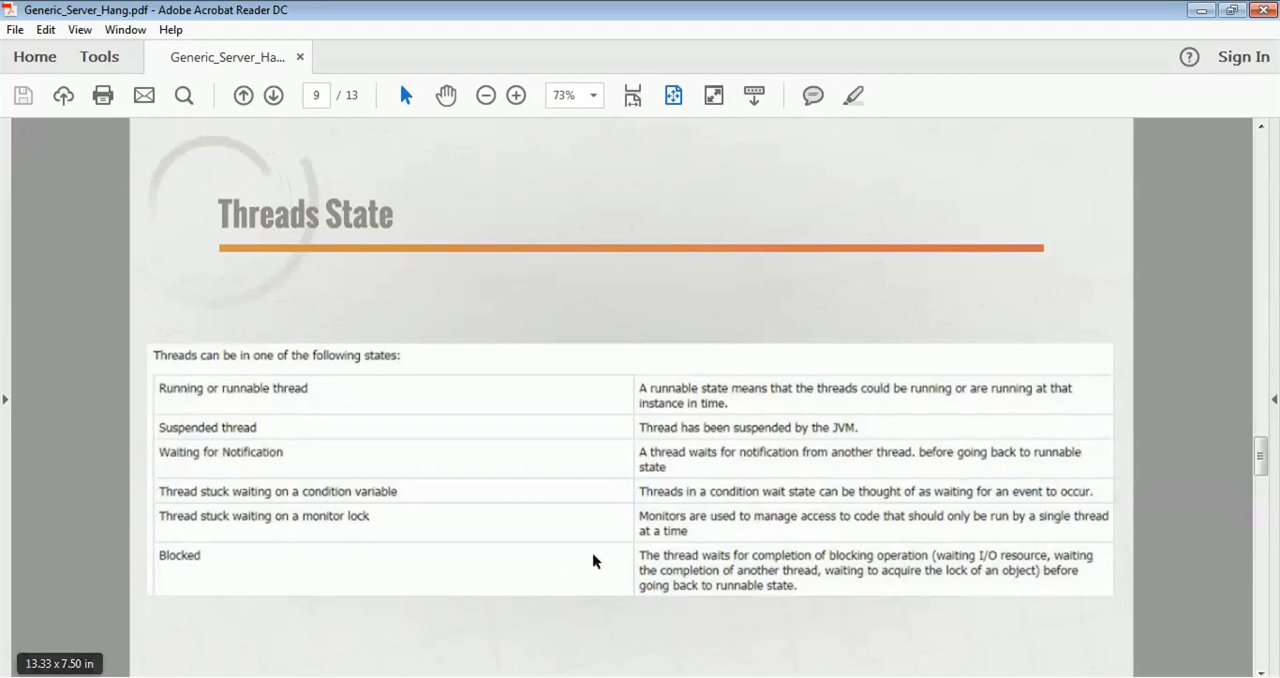 Generic_Server_Hang.pdf - Adobe Acrobat Reader DC
File Edit View Window Help
Home Tools Generic_Server_Ha... × ? Sign In
9 / 13 73%
Threads State
Threads can be in one of the following states:
Running or runnable thread
A runnable state means that the threads could be running or are running at that
instance in time.
Suspended thread
Thread has been suspended by the JVM.
Waiting for Notification
A thread waits for notification from another thread. before going back to runnable
state
Thread stuck waiting on a condition variable
Threads in a condition wait state can be thought of as waiting for an event to occur.
Thread stuck waiting on a monitor lock
Monitors are used to manage access to code that should only be run by a single thread
at a time
Blocked
The thread waits for completion of blocking operation (waiting I/O resource, waiting
the completion of another thread, waiting to acquire the lock of an object) before
going back to runnable state.
13.33 x 7.50 in